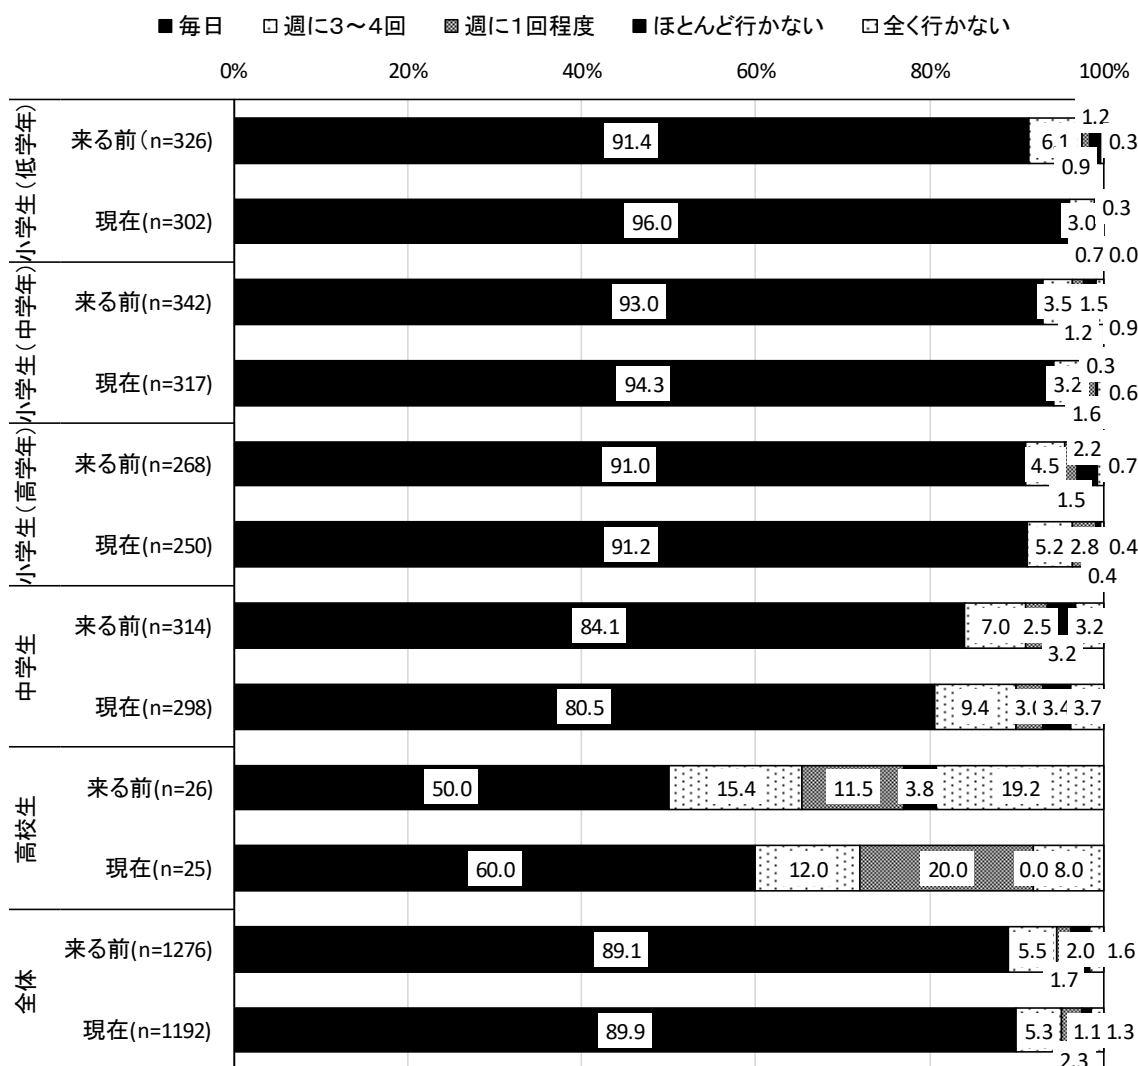 ■毎日 □週に３～４回 ■週に１回程度 ■ほとんど行かない □全く行かない
0% 20% 40% 60% 80% 100%
小学生（低学年）
来る前（n=326） 91.4 6.1 0.9 1.2 0.3
現在(n=302) 96.0 3.0 0.7 0.3 0.0
小学生（中学年）
来る前(n=342) 93.0 3.5 1.2 1.5 0.9
現在(n=317) 94.3 3.2 1.6 0.3 0.6
小学生（高学年）
来る前(n=268) 91.0 4.5 1.5 2.2 0.7
現在(n=250) 91.2 5.2 2.8 0.4 0.4
中学生
来る前(n=314) 84.1 7.0 2.5 3.2 3.2
現在(n=298) 80.5 9.4 3.0 3.4 3.7
高校生
来る前(n=26) 50.0 15.4 11.5 3.8 19.2
現在(n=25) 60.0 12.0 20.0 0.0 8.0
全体
来る前(n=1276) 89.1 5.5 1.7 2.0 1.6
現在(n=1192) 89.9 5.3 2.3 1.1 1.3